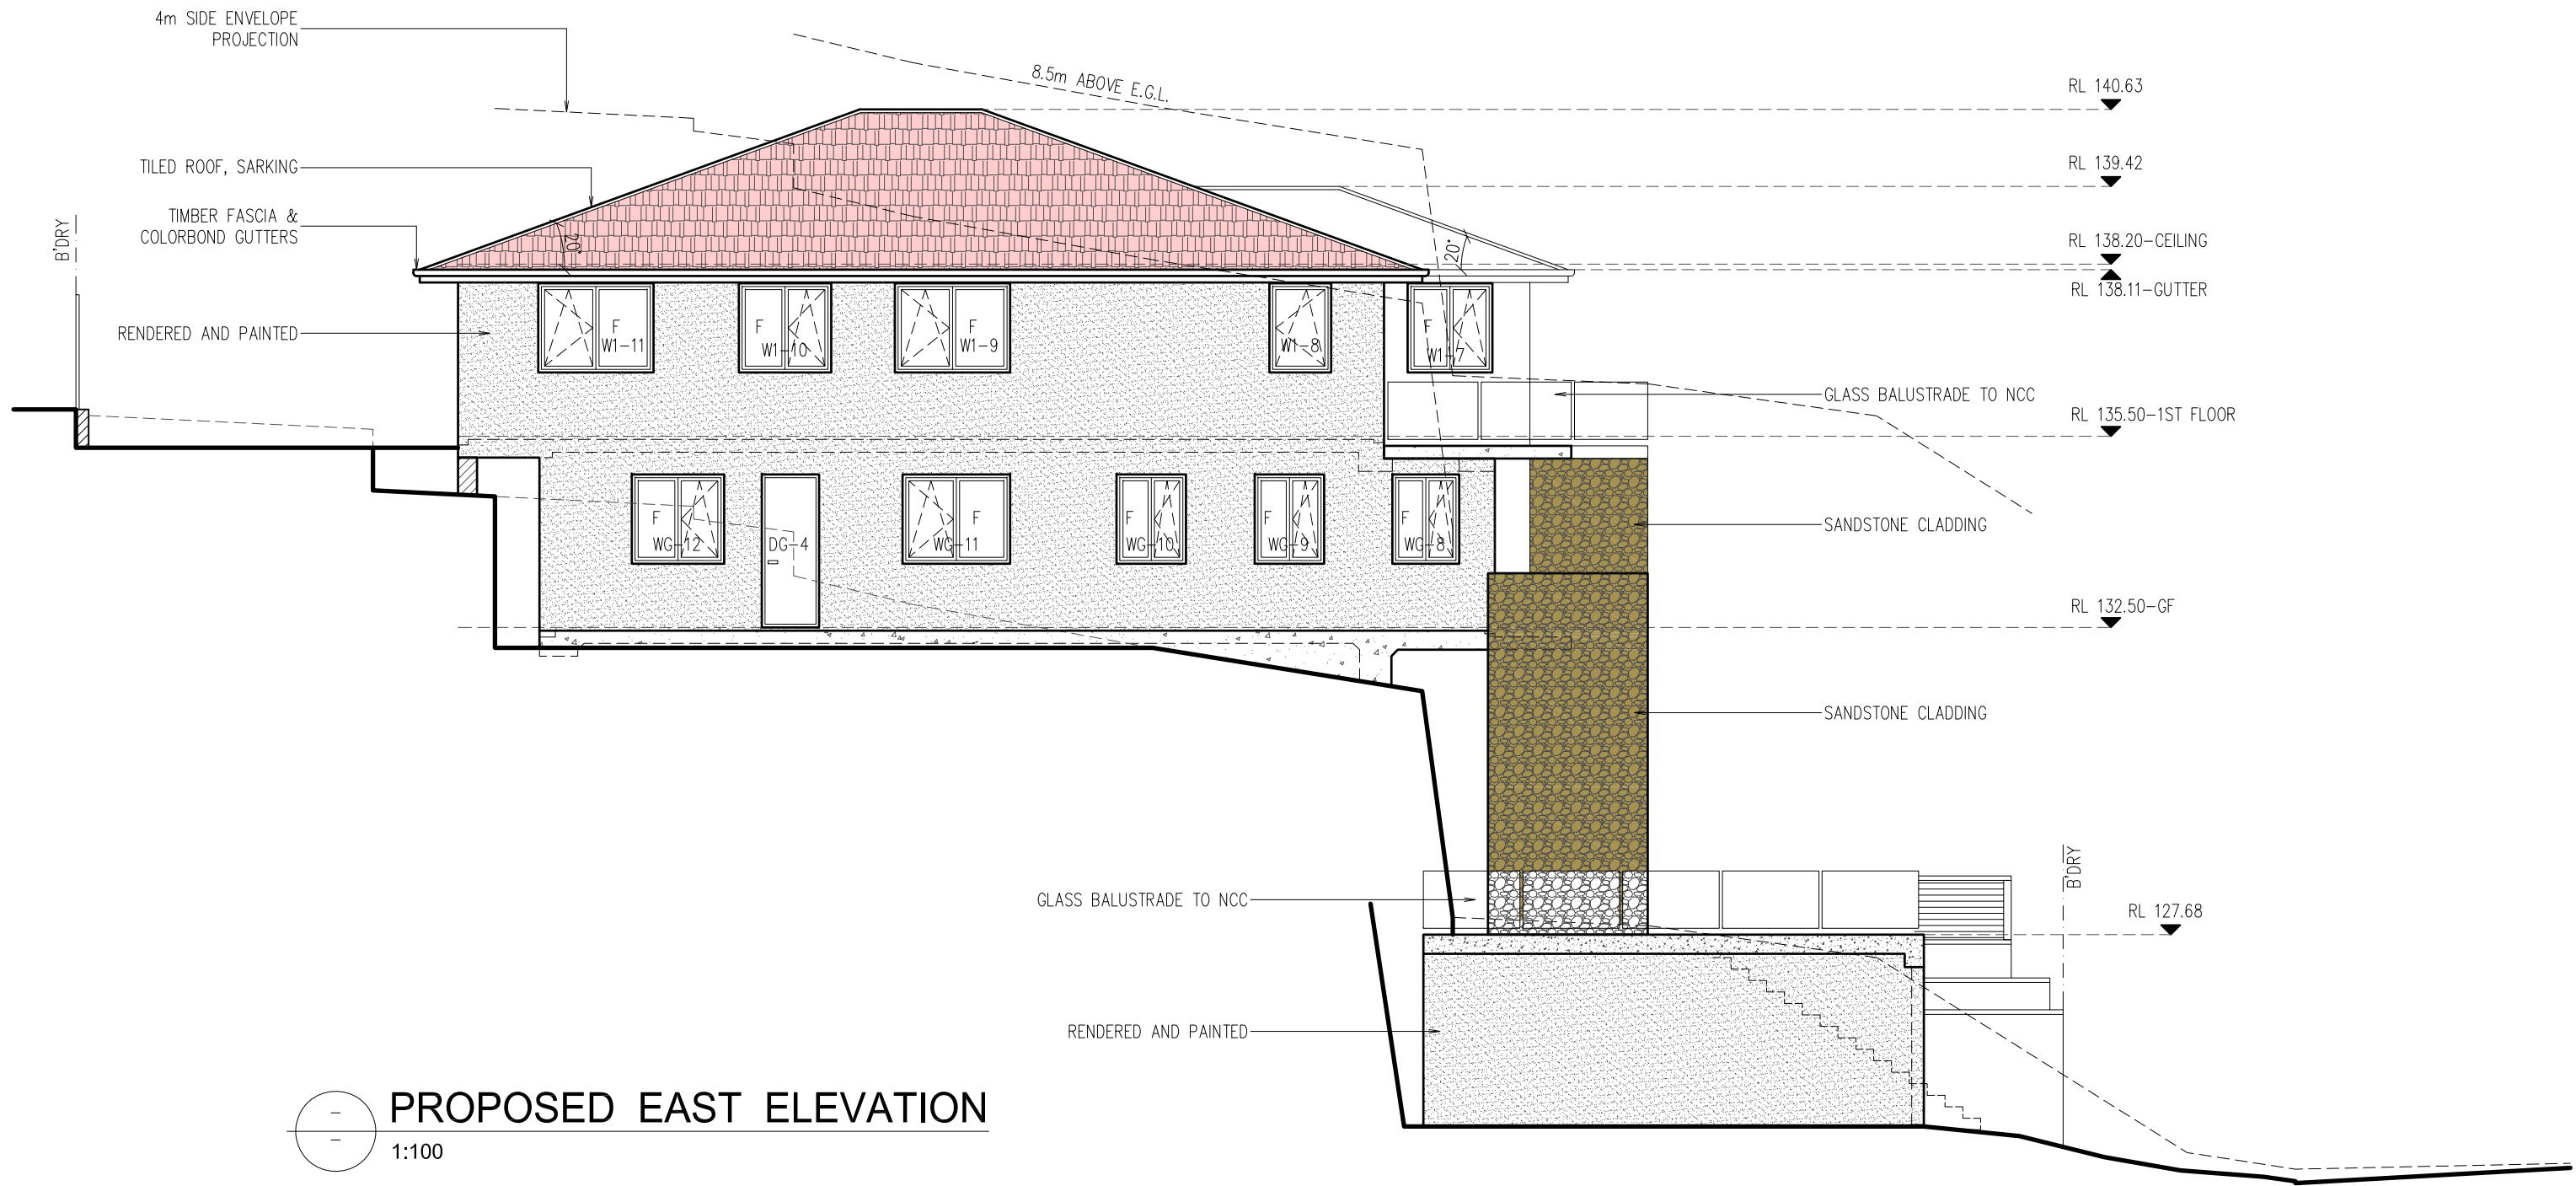 4m SIDE ENVELOPE
PROJECTION
8.5m ABOVE E.G.L.
RL 140.63
TILED ROOF, SARKING
RL 139.42
TIMBER FASCIA &
COLORBOND GUTTERS
B'DRY
20°
20°
RL 138.20-CEILING
RL 138.11-GUTTER
RENDERED AND PAINTED
F
W1-11
F
W1-10
F
W1-9
W1-8
F
W1-7
GLASS BALUSTRADE TO NCC
RL 135.50-1ST FLOOR
F
WG-12
DG-4
F
WG-11
F
WG-10
F
WG-9
F
WG-8
SANDSTONE CLADDING
RL 132.50-GF
SANDSTONE CLADDING
GLASS BALUSTRADE TO NCC
B'DRY
RL 127.68
RENDERED AND PAINTED
PROPOSED EAST ELEVATION
1:100